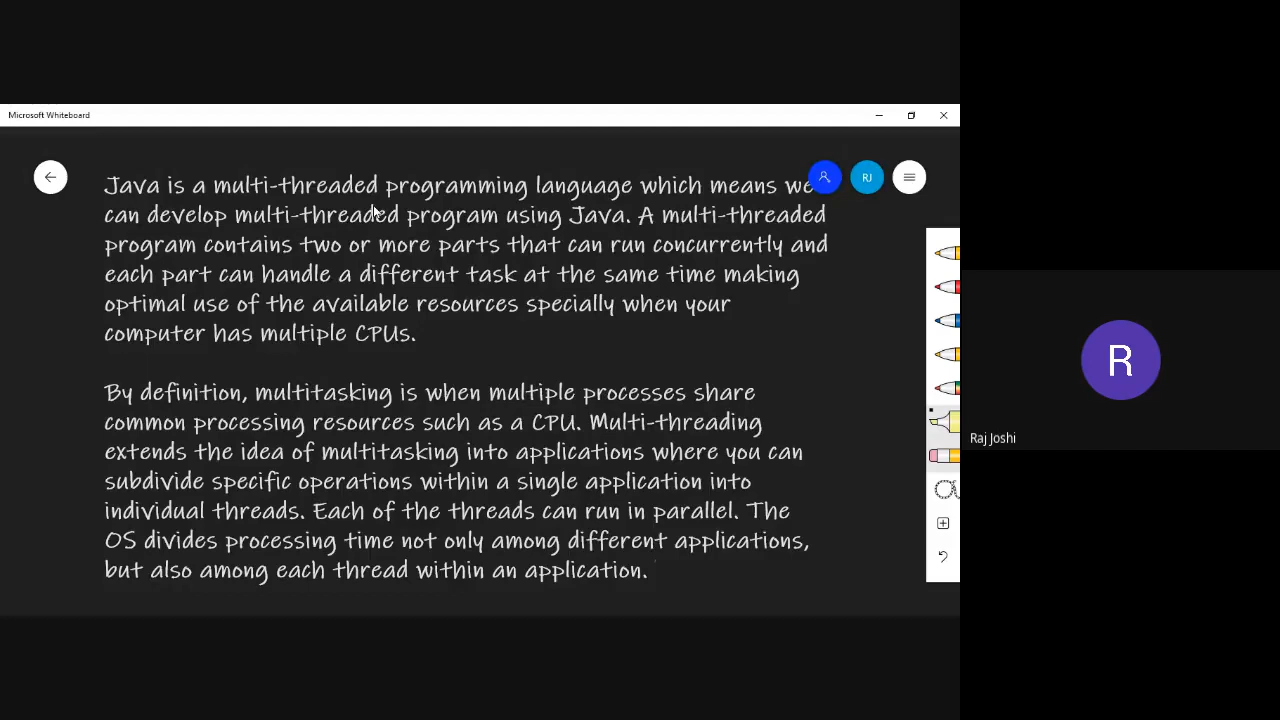 Microsoft Whiteboard
Java is a multi-threaded programming language which means we
RJ
can develop multi-threaded program using Java. A multi-threaded
program contains two or more parts that can run concurrently and
each part can handle a different task at the same time making
optimal use of the available resources specially when your
computer has multiple CPUs.
By definition, multitasking is when multiple processes share
common processing resources such as a CPU. Multi-threading
extends the idea of multitasking into applications where you can
subdivide specific operations within a single application into
individual threads. Each of the threads can run in parallel. The
OS divides processing time not only among different applications,
but also among each thread within an application.
R
Raj Joshi